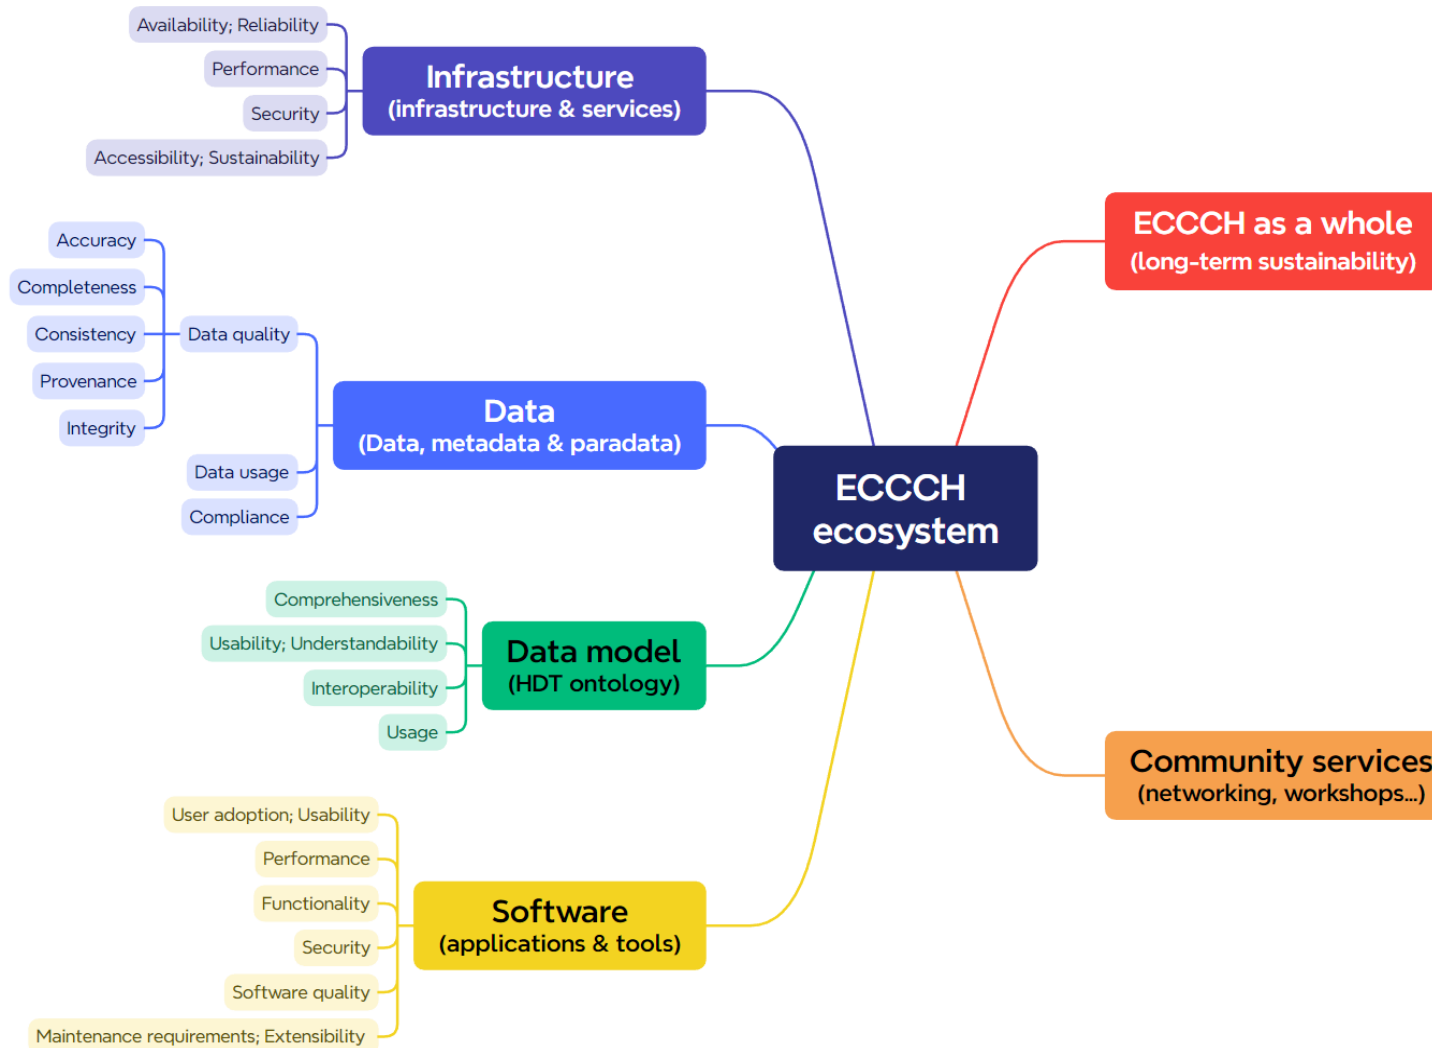 Availability; Reliability
Performance
Security
Accessibility; Sustainability
Infrastructure
(infrastructure & services)
Accuracy
Completeness
Consistency
Provenance
Integrity
Data quality
Data usage
Compliance
Data
(Data, metadata & paradata)
Comprehensiveness
Usability; Understandability
Interoperability
Usage
Data model
(HDT ontology)
User adoption; Usability
Performance
Functionality
Security
Software quality
Maintenance requirements; Extensibility
Software
(applications & tools)
ECCCH
ecosystem
ECCCH as a whole
(long-term sustainability)
Community services
(networking, workshops...)